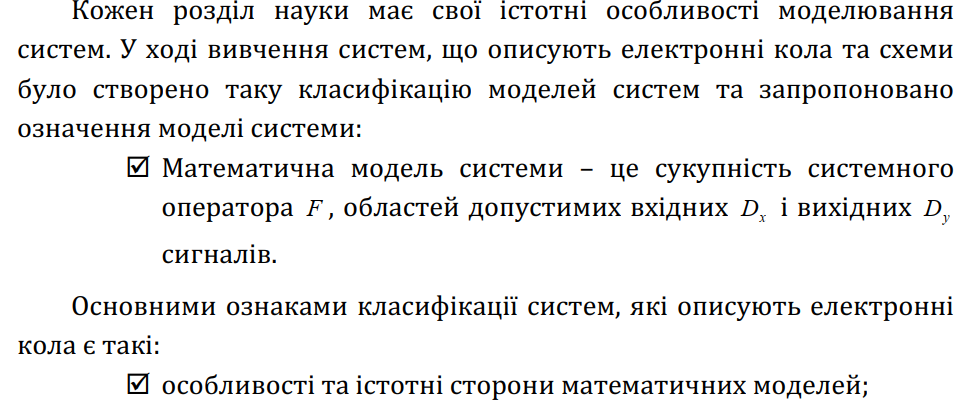 Кожен розділ науки має свої істотні особливості моделювання
систем. У ході вивчення систем, що описують електронні кола та схеми
було створено таку класифікацію моделей систем та запропоновано
означення моделі системи:
☑ Математична модель системи – це сукупність системного
оператора F , областей допустимих вхідних Dx і вихідних Dy
сигналів.
Основними ознаками класифікації систем, які описують електронні
кола є такі:
☑ особливості та істотні сторони математичних моделей;